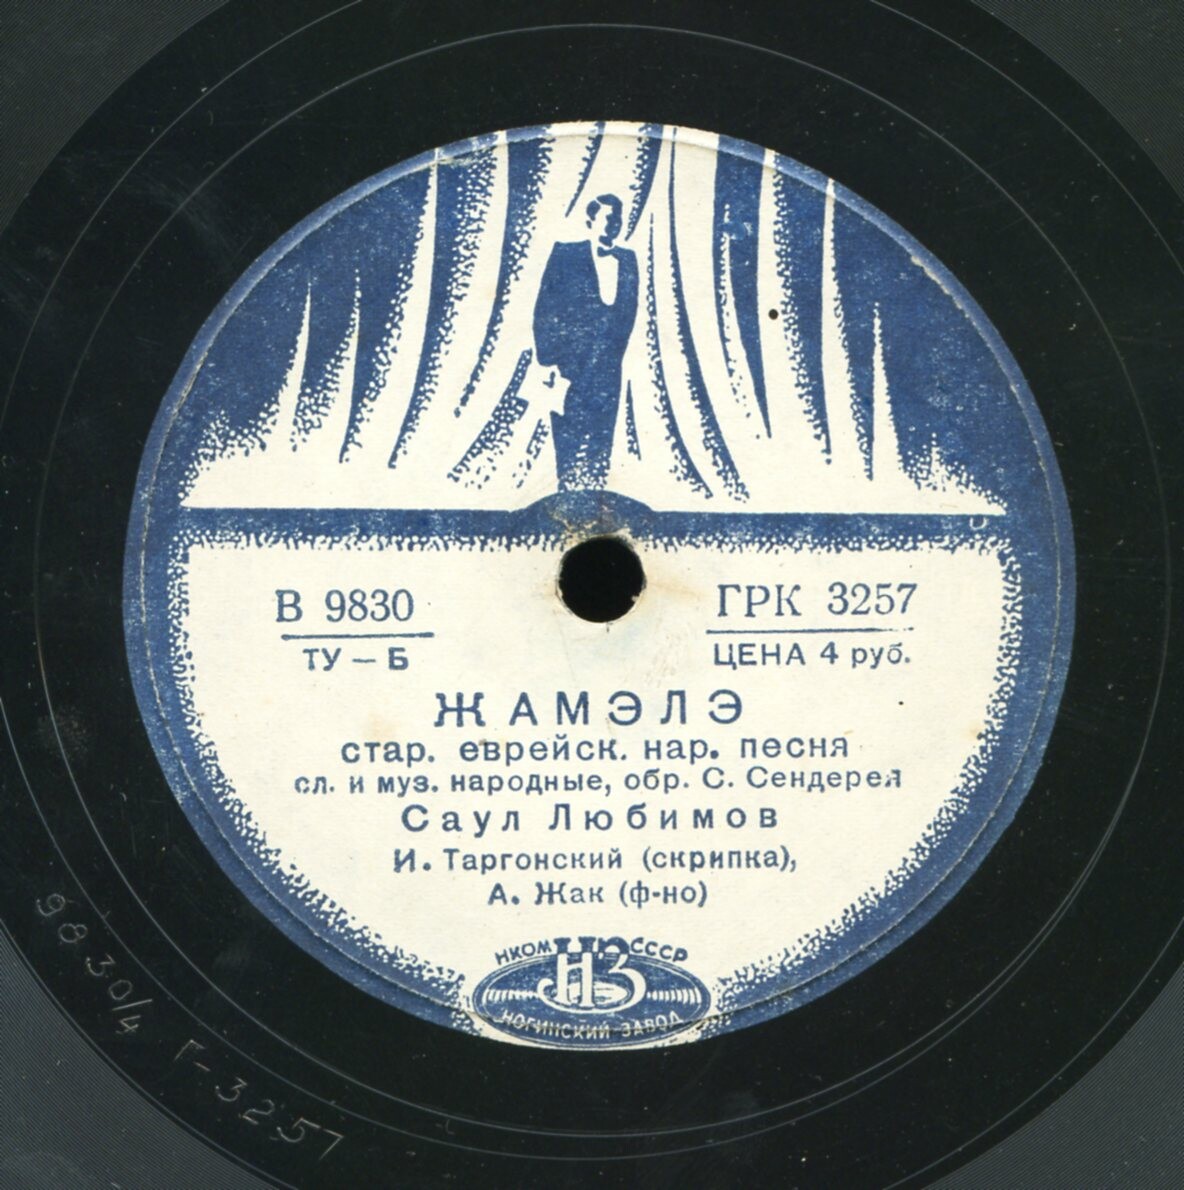 В 9830
ТУ – Б
ГРК 3257
ЦЕНА 4 руб.
ЖАМЭЛЭ
стар. еврейск. нар. песня
сл. и муз. народные, обр. С. Сендерея
Саул Любимов
И. Таргонский (скрипка),
А. Жак (ф-но)
НКОМ НЗ СССР
НОГИНСКИЙ ЗАВОД
9830/4 Г-3257